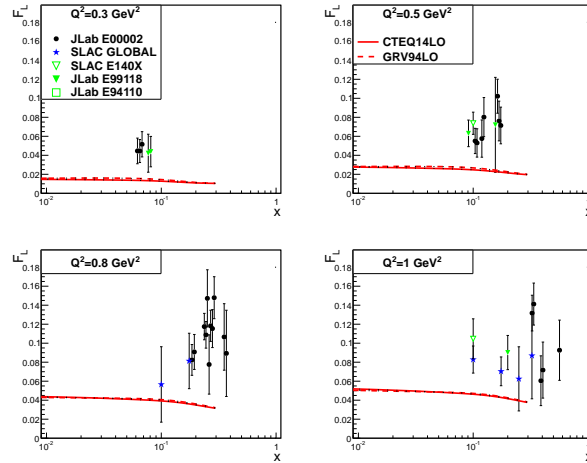 Q²=0.3 GeV²
F_L
0.18
0.16
0.14
0.12
0.1
0.08
0.06
0.04
0.02
0
JLab E00002
SLAC GLOBAL
SLAC E140X
JLab E99118
JLab E94110
10⁻²
10⁻¹
1
x
Q²=0.5 GeV²
F_L
0.18
0.16
0.14
0.12
0.1
0.08
0.06
0.04
0.02
0
CTEQ14LO
GRV94LO
10⁻²
10⁻¹
1
x
Q²=0.8 GeV²
F_L
0.18
0.16
0.14
0.12
0.1
0.08
0.06
0.04
0.02
0
10⁻²
10⁻¹
1
x
Q²=1 GeV²
F_L
0.18
0.16
0.14
0.12
0.1
0.08
0.06
0.04
0.02
0
10⁻²
10⁻¹
1
x